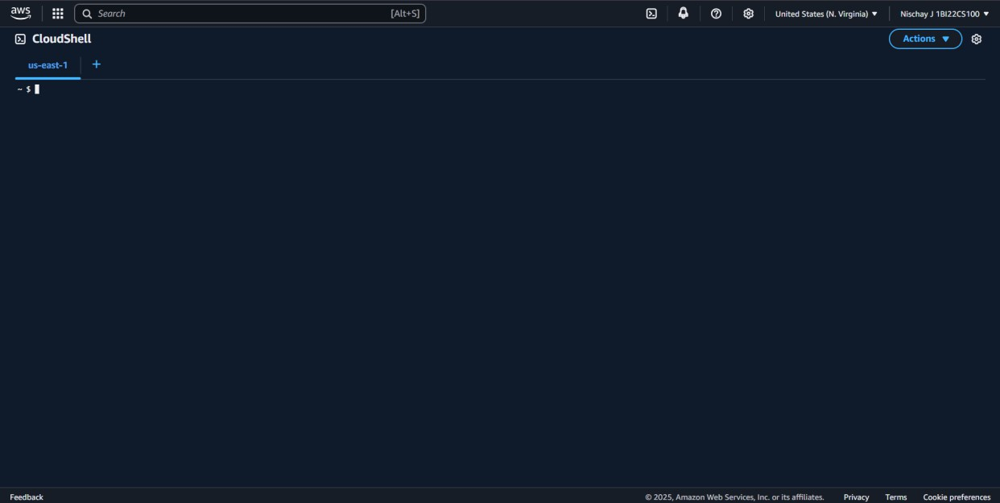 aws Search [Alt+S] United States (N. Virginia) Nischay J 1BI22CS100
CloudShell Actions
us-east-1 +
~ $
Feedback © 2025, Amazon Web Services, Inc. or its affiliates. Privacy Terms Cookie preferences